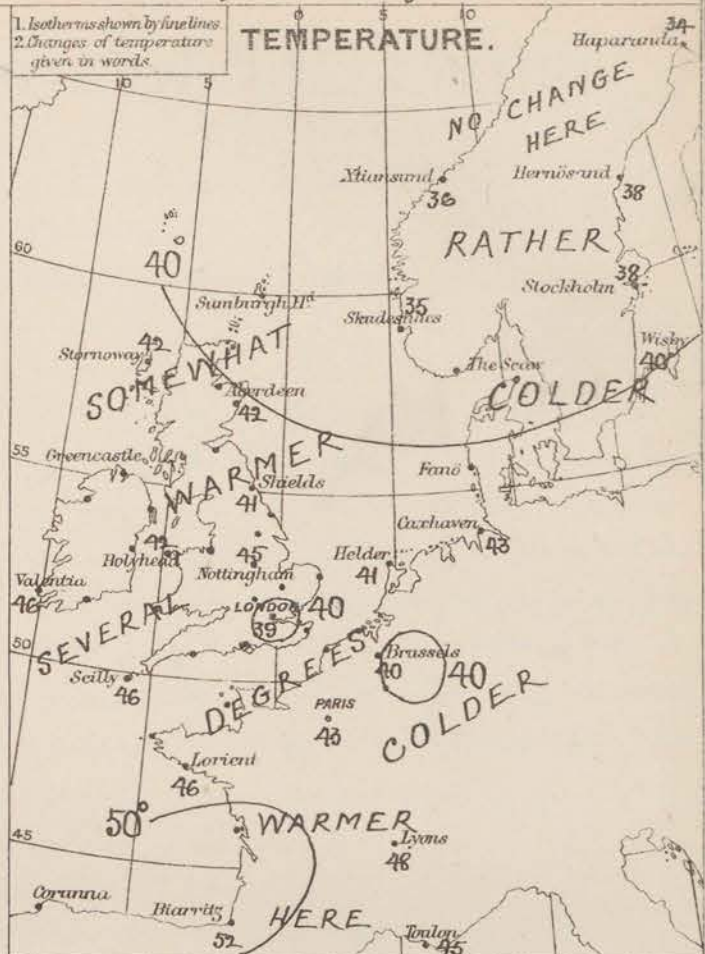 0 5 10
1. Isotherms shown by fine lines.
2. Changes of temperature
given in words.
TEMPERATURE.
10 5
34
Haparanda
NO CHANGE
HERE
Xtiansund
36
Hernösand
38
60
40°
RATHER
Sumburgh Hd.
Stockholm
38
35
Skudesnaes
42
Stornoway
SOMEWHAT
The Scaw
Wisby
40
Aberdeen
42
COLDER
55
Greencastle
WARMER
Shields
41
Fanö
Cuxhaven
43
Holyhead
45
Nottingham
Helder
41
Valentia
46
LONDON
39
40
SEVERAL
50
Scilly
46
DEGREES
Brussels
40
40
PARIS
43
COLDER
Lorient
46
50°
WARMER
45
Lyons
48
Corunna
Biarritz
52
HERE
Toulon
45